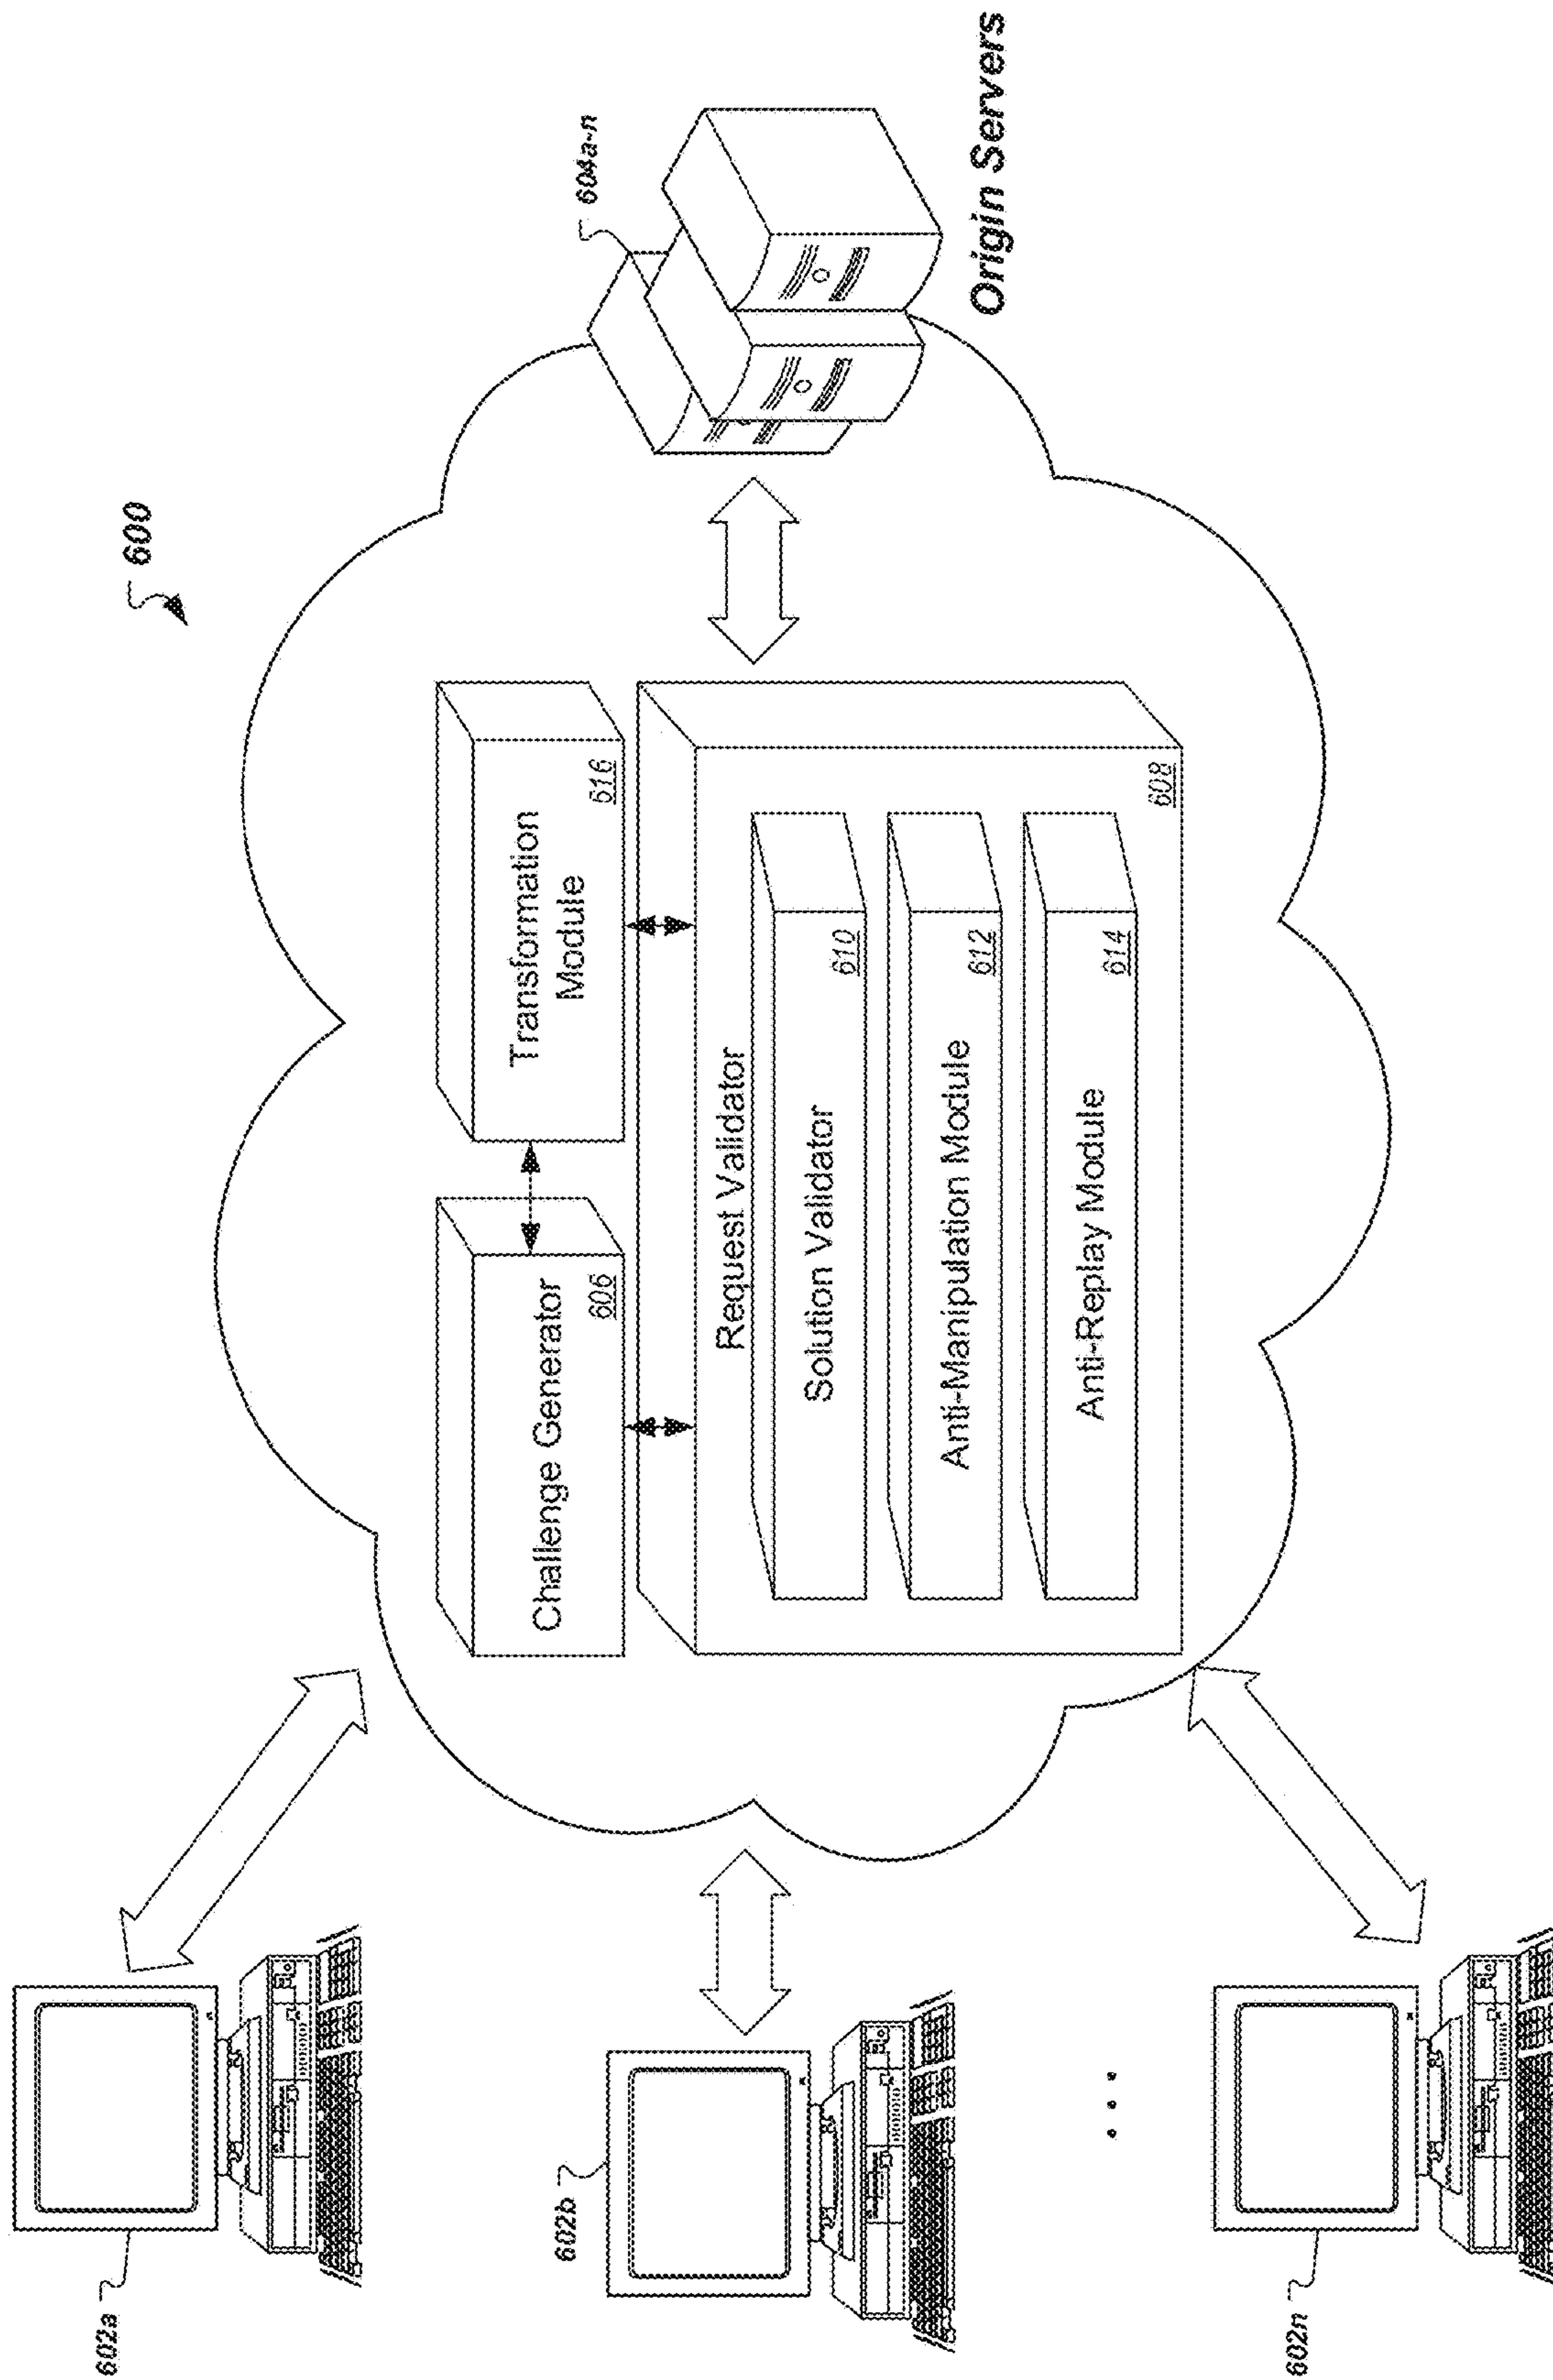 600
602a
602b
602n
Challenge Generator
606
Transformation
Module
616
Request Validator
Solution Validator
610
Anti-Manipulation Module
612
Anti-Replay Module
614
608
604a-n
Origin Servers